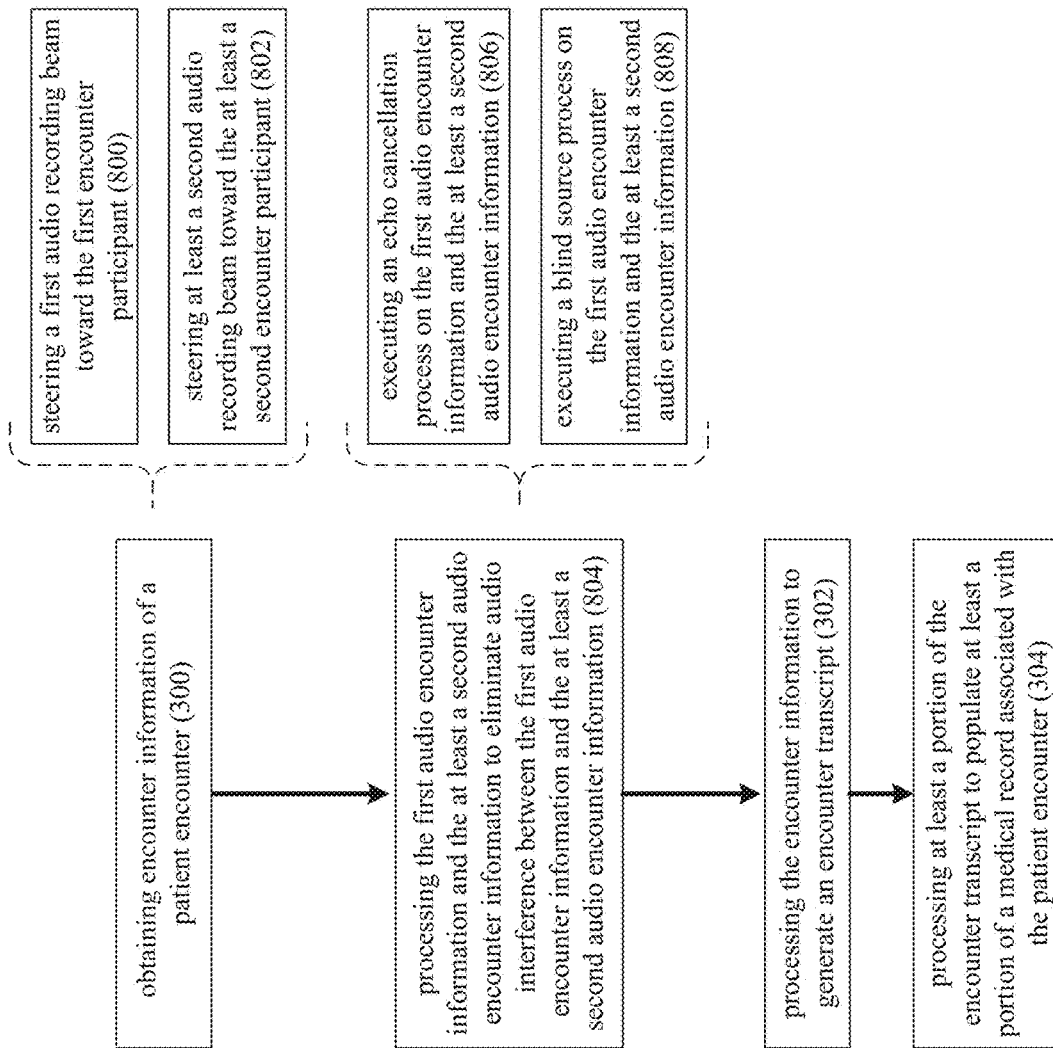 obtaining encounter information of a
patient encounter (300)
steering a first audio recording beam
toward the first encounter
participant (800)
steering at least a second audio
recording beam toward the at least a
second encounter participant (802)
processing the first audio encounter
information and the at least a second audio
encounter information to eliminate audio
interference between the first audio
encounter information and the at least a
second audio encounter information (804)
executing an echo cancellation
process on the first audio encounter
information and the at least a second
audio encounter information (806)
executing a blind source process on
the first audio encounter
information and the at least a second
audio encounter information (808)
processing the encounter information to
generate an encounter transcript (302)
processing at least a portion of the
encounter transcript to populate at least a
portion of a medical record associated with
the patient encounter (304)